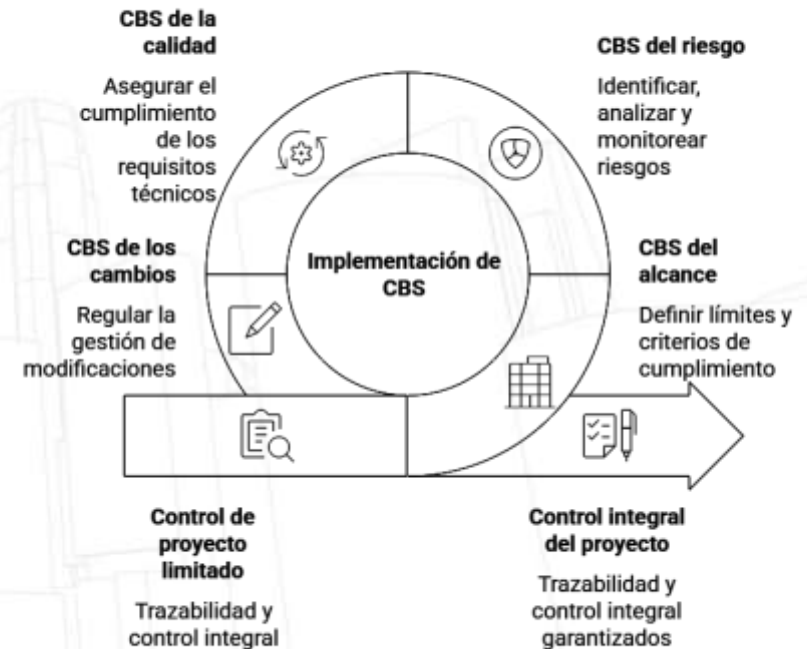 CBS de la
calidad
Asegurar el
cumplimiento
de los
requisitos
técnicos
CBS del riesgo
Identificar,
analizar y
monitorear
riesgos
CBS de los
cambios
Regular la
gestión de
modificaciones
Implementación de
CBS
CBS del
alcance
Definir límites y
criterios de
cumplimiento
Control de
proyecto
limitado
Trazabilidad y
control integral
Control integral
del proyecto
Trazabilidad y
control integral
garantizados